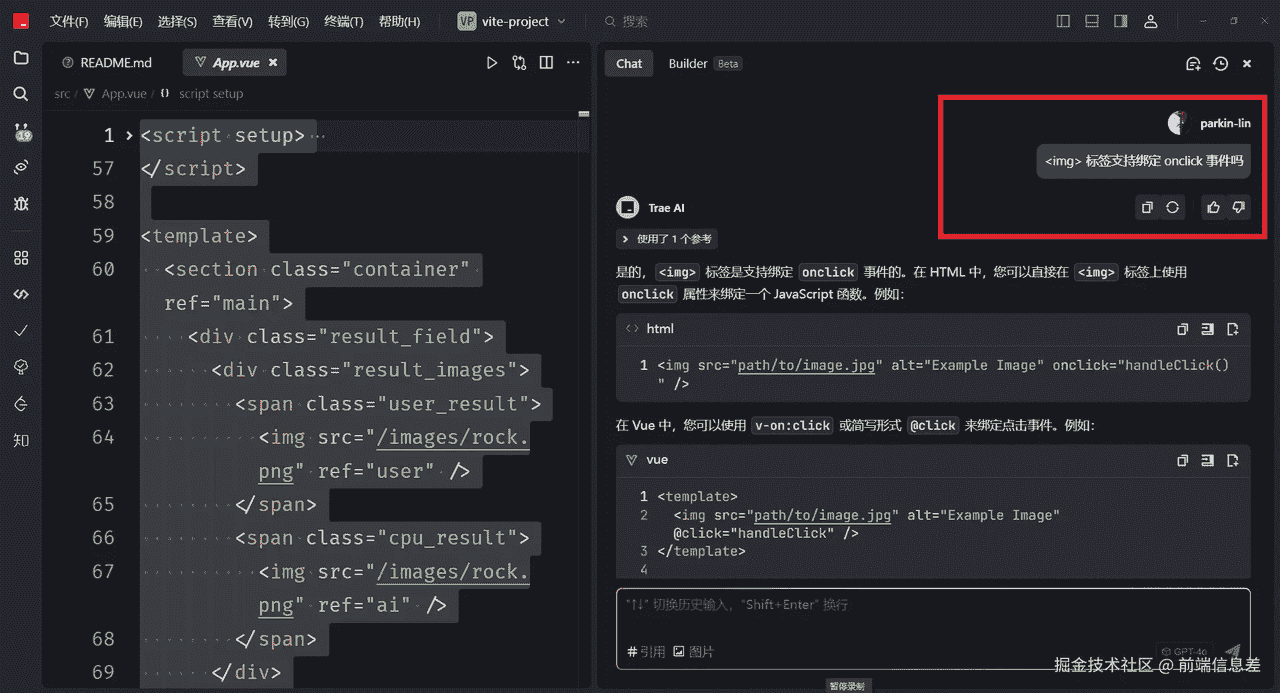 文件(F) 编辑(E) 选择(S) 查看(V) 转到(G) 终端(T) 帮助(H) VP vite-project 搜索
README.md App.vue
src / App.vue / {} script setup
1 <script setup> ···
57 </script>
58
59 <template>
60 <section class="container"
ref="main">
61 <div class="result_field">
62 <div class="result_images">
63 <span class="user_result">
64 <img src="/images/rock.
png" ref="user" />
65 </span>
66 <span class="cpu_result">
67 <img src="/images/rock.
png" ref="ai" />
68 </span>
69 </div>
19
知
Chat Builder Beta
parkin-lin
<img> 标签支持绑定 onclick 事件吗
Trae AI
使用了 1 个参考
是的, <img> 标签是支持绑定 onclick 事件的。在 HTML 中，您可以直接在 <img> 标签上使用
onclick 属性来绑定一个 JavaScript 函数。例如：
html
1 <img src="path/to/image.jpg" alt="Example Image" onclick="handleClick()
" />
在 Vue 中，您可以使用 v-on:click 或简写形式 @click 来绑定点击事件。例如：
vue
1 <template>
2 <img src="path/to/image.jpg" alt="Example Image"
@click="handleClick" />
3 </template>
4
"↑↓" 切换历史输入，"Shift+Enter" 换行
# 引用 图片
GPT-4o
掘金技术社区 @ 前端信息差
暂停录制